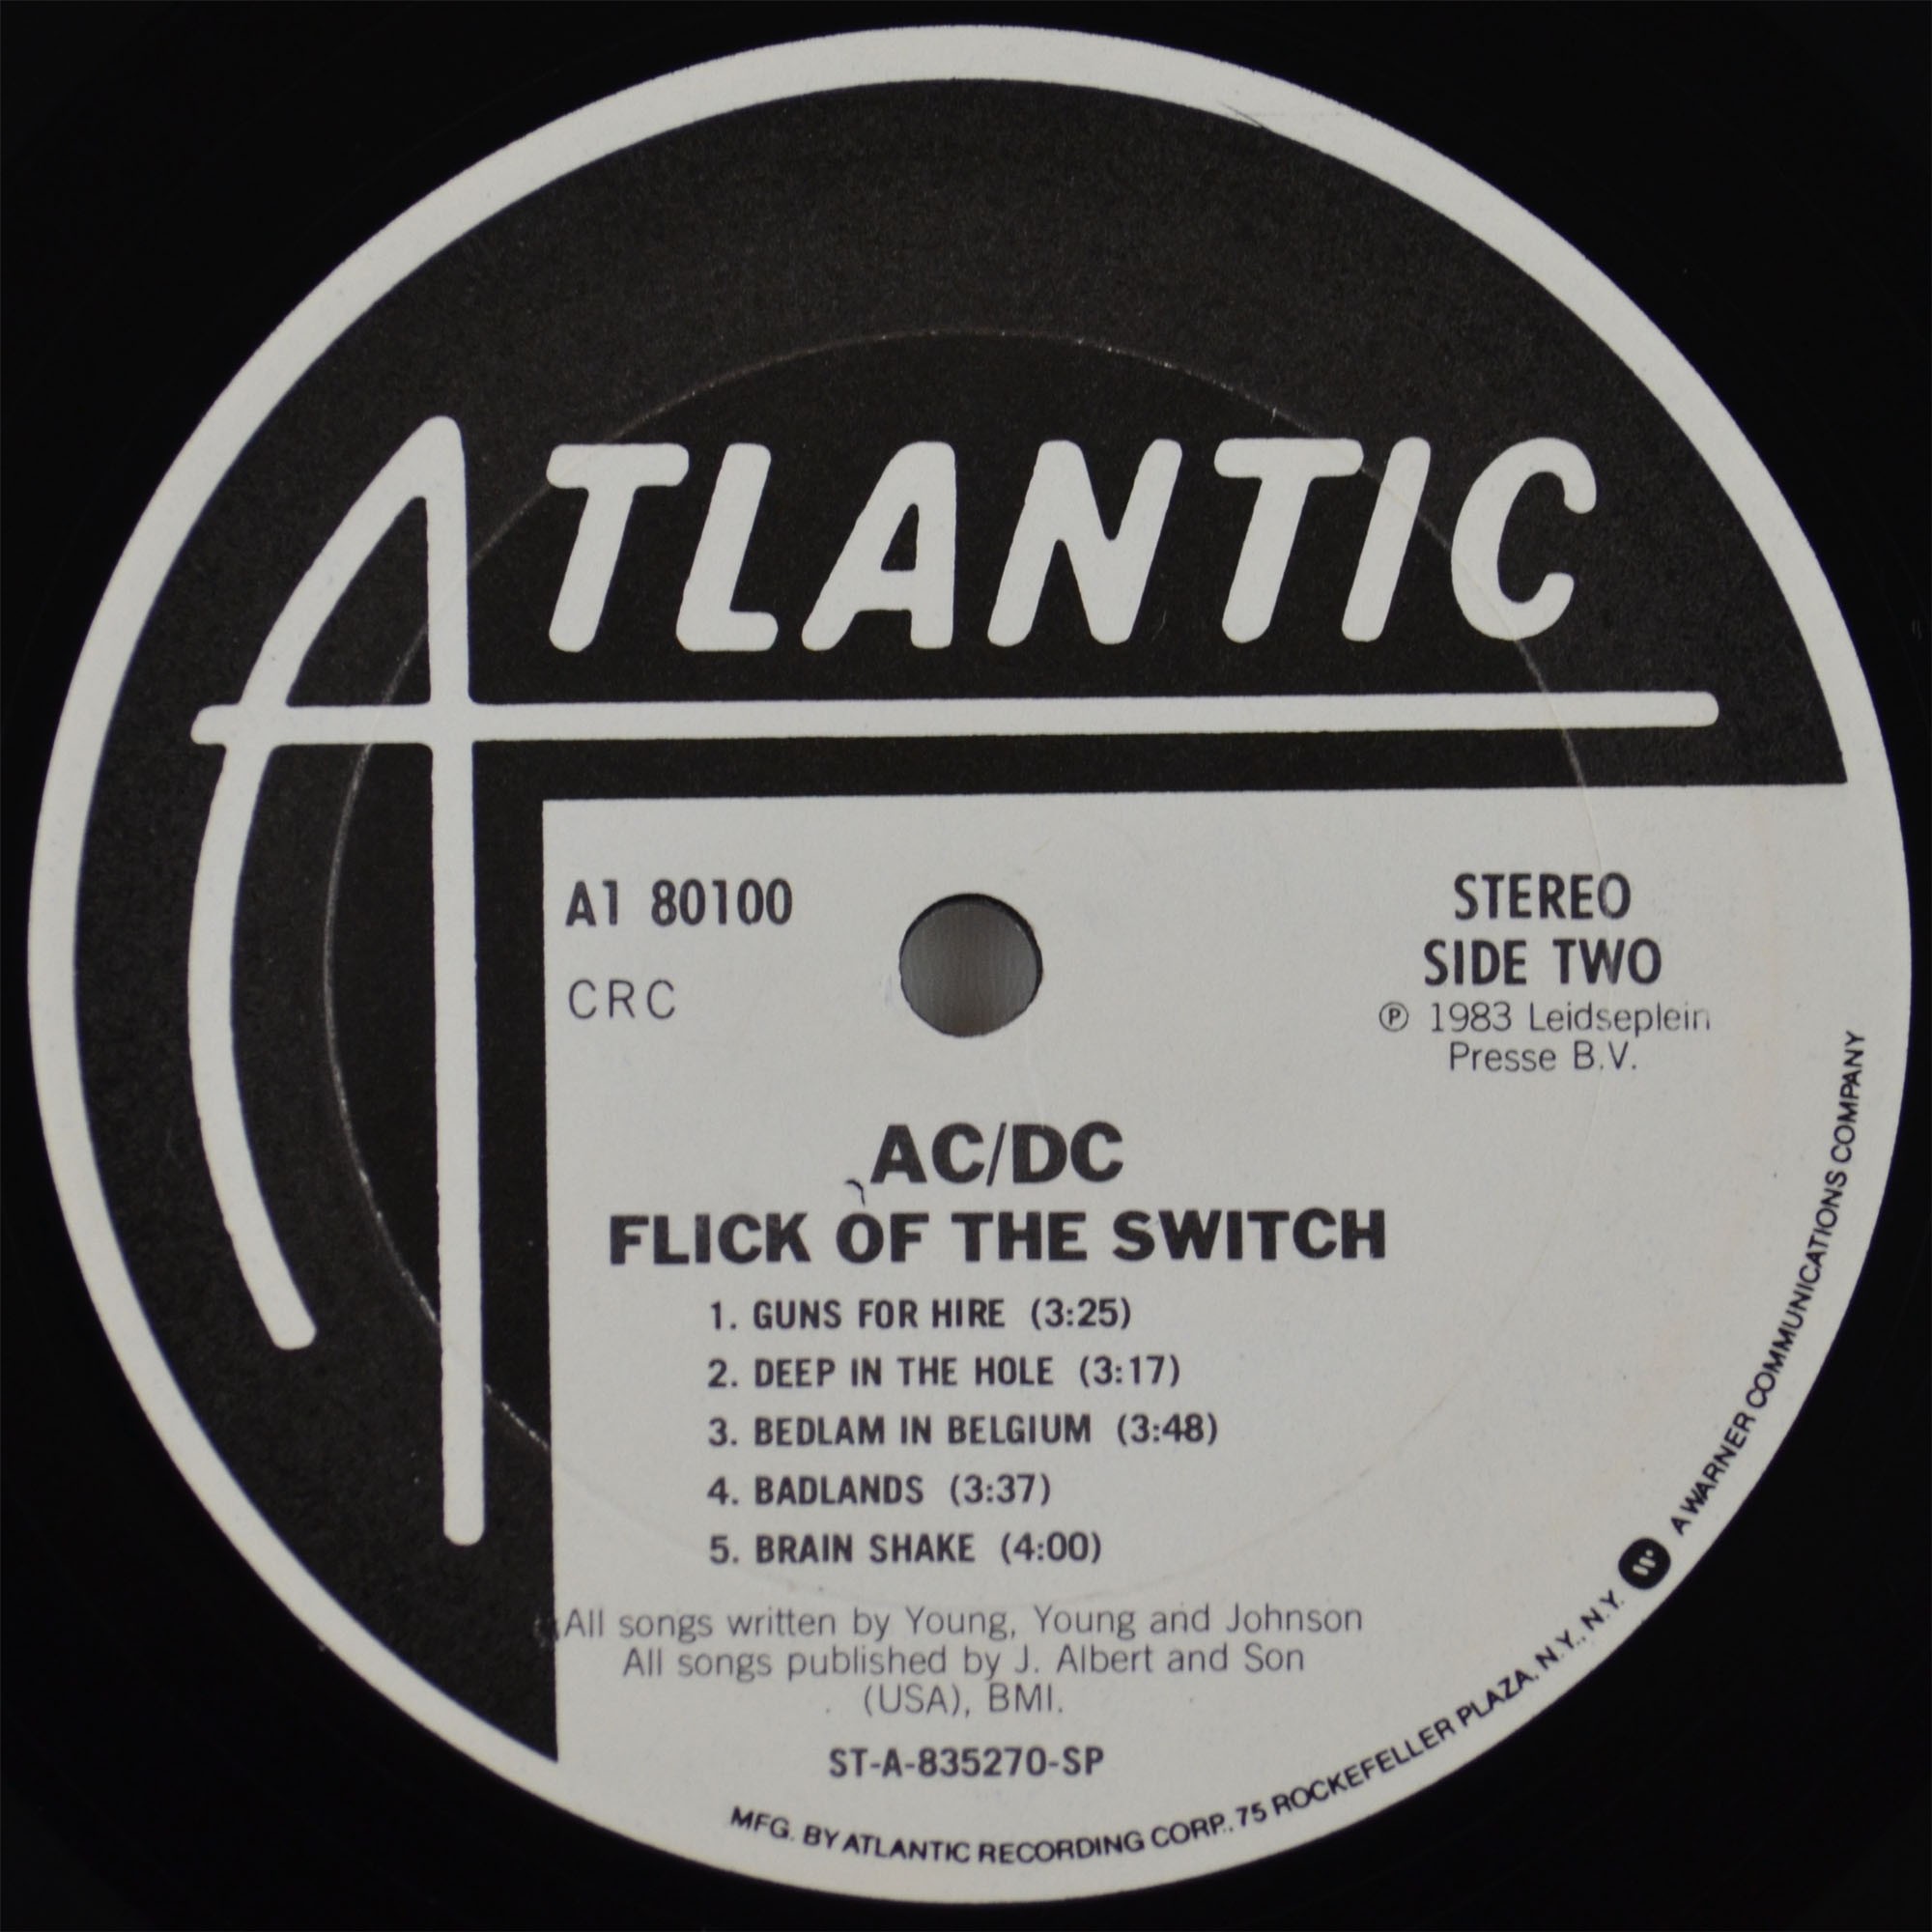 ATLANTIC
A1 80100
CRC
STEREO
SIDE TWO
℗ 1983 Leidseplein
Presse B.V.
AC/DC
FLICK OF THE SWITCH
1. GUNS FOR HIRE (3:25)
2. DEEP IN THE HOLE (3:17)
3. BEDLAM IN BELGIUM (3:48)
4. BADLANDS (3:37)
5. BRAIN SHAKE (4:00)
All songs written by Young, Young and Johnson
All songs published by J. Albert and Son
(USA), BMI.
ST-A-835270-SP
MFG. BY ATLANTIC RECORDING CORP., 75 ROCKEFELLER PLAZA, N.Y., N.Y. A WARNER COMMUNICATIONS COMPANY